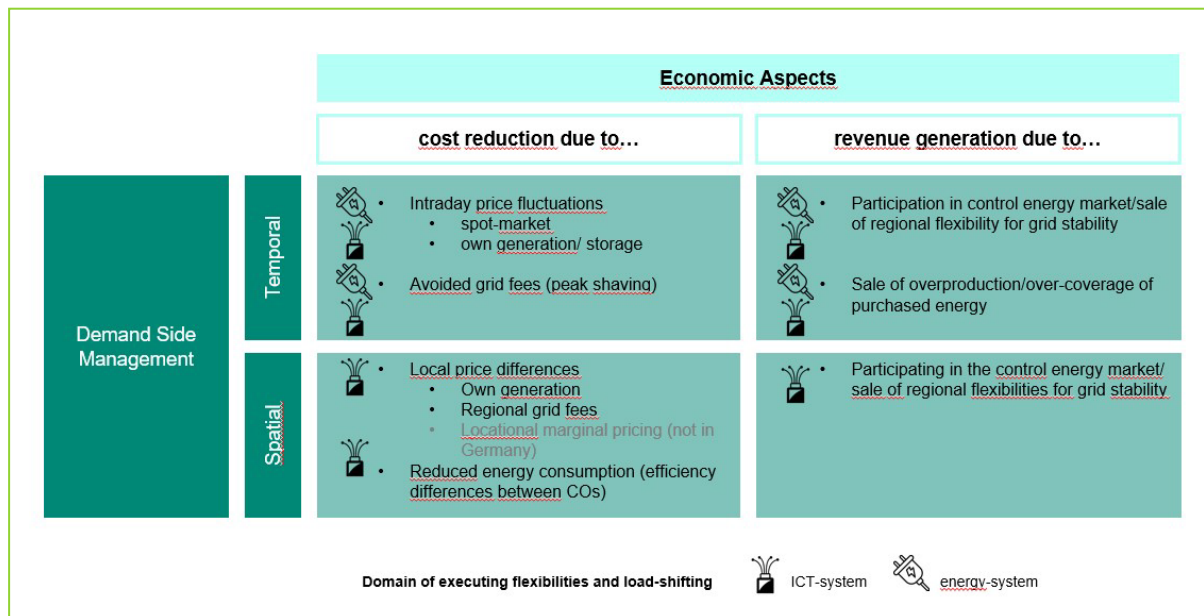 Economic Aspects
cost reduction due to…
revenue generation due to…
Demand Side
Management
Temporal
• Intraday price fluctuations
• spot-market
• own generation/ storage
• Avoided grid fees (peak shaving)
• Participation in control energy market/sale
of regional flexibility for grid stability
• Sale of overproduction/over-coverage of
purchased energy
Spatial
• Local price differences
• Own generation
• Regional grid fees
• Locational marginal pricing (not in
Germany)
• Reduced energy consumption (efficiency
differences between COs)
• Participating in the control energy market/
sale of regional flexibilities for grid stability
Domain of executing flexibilities and load-shifting
ICT-system
energy-system